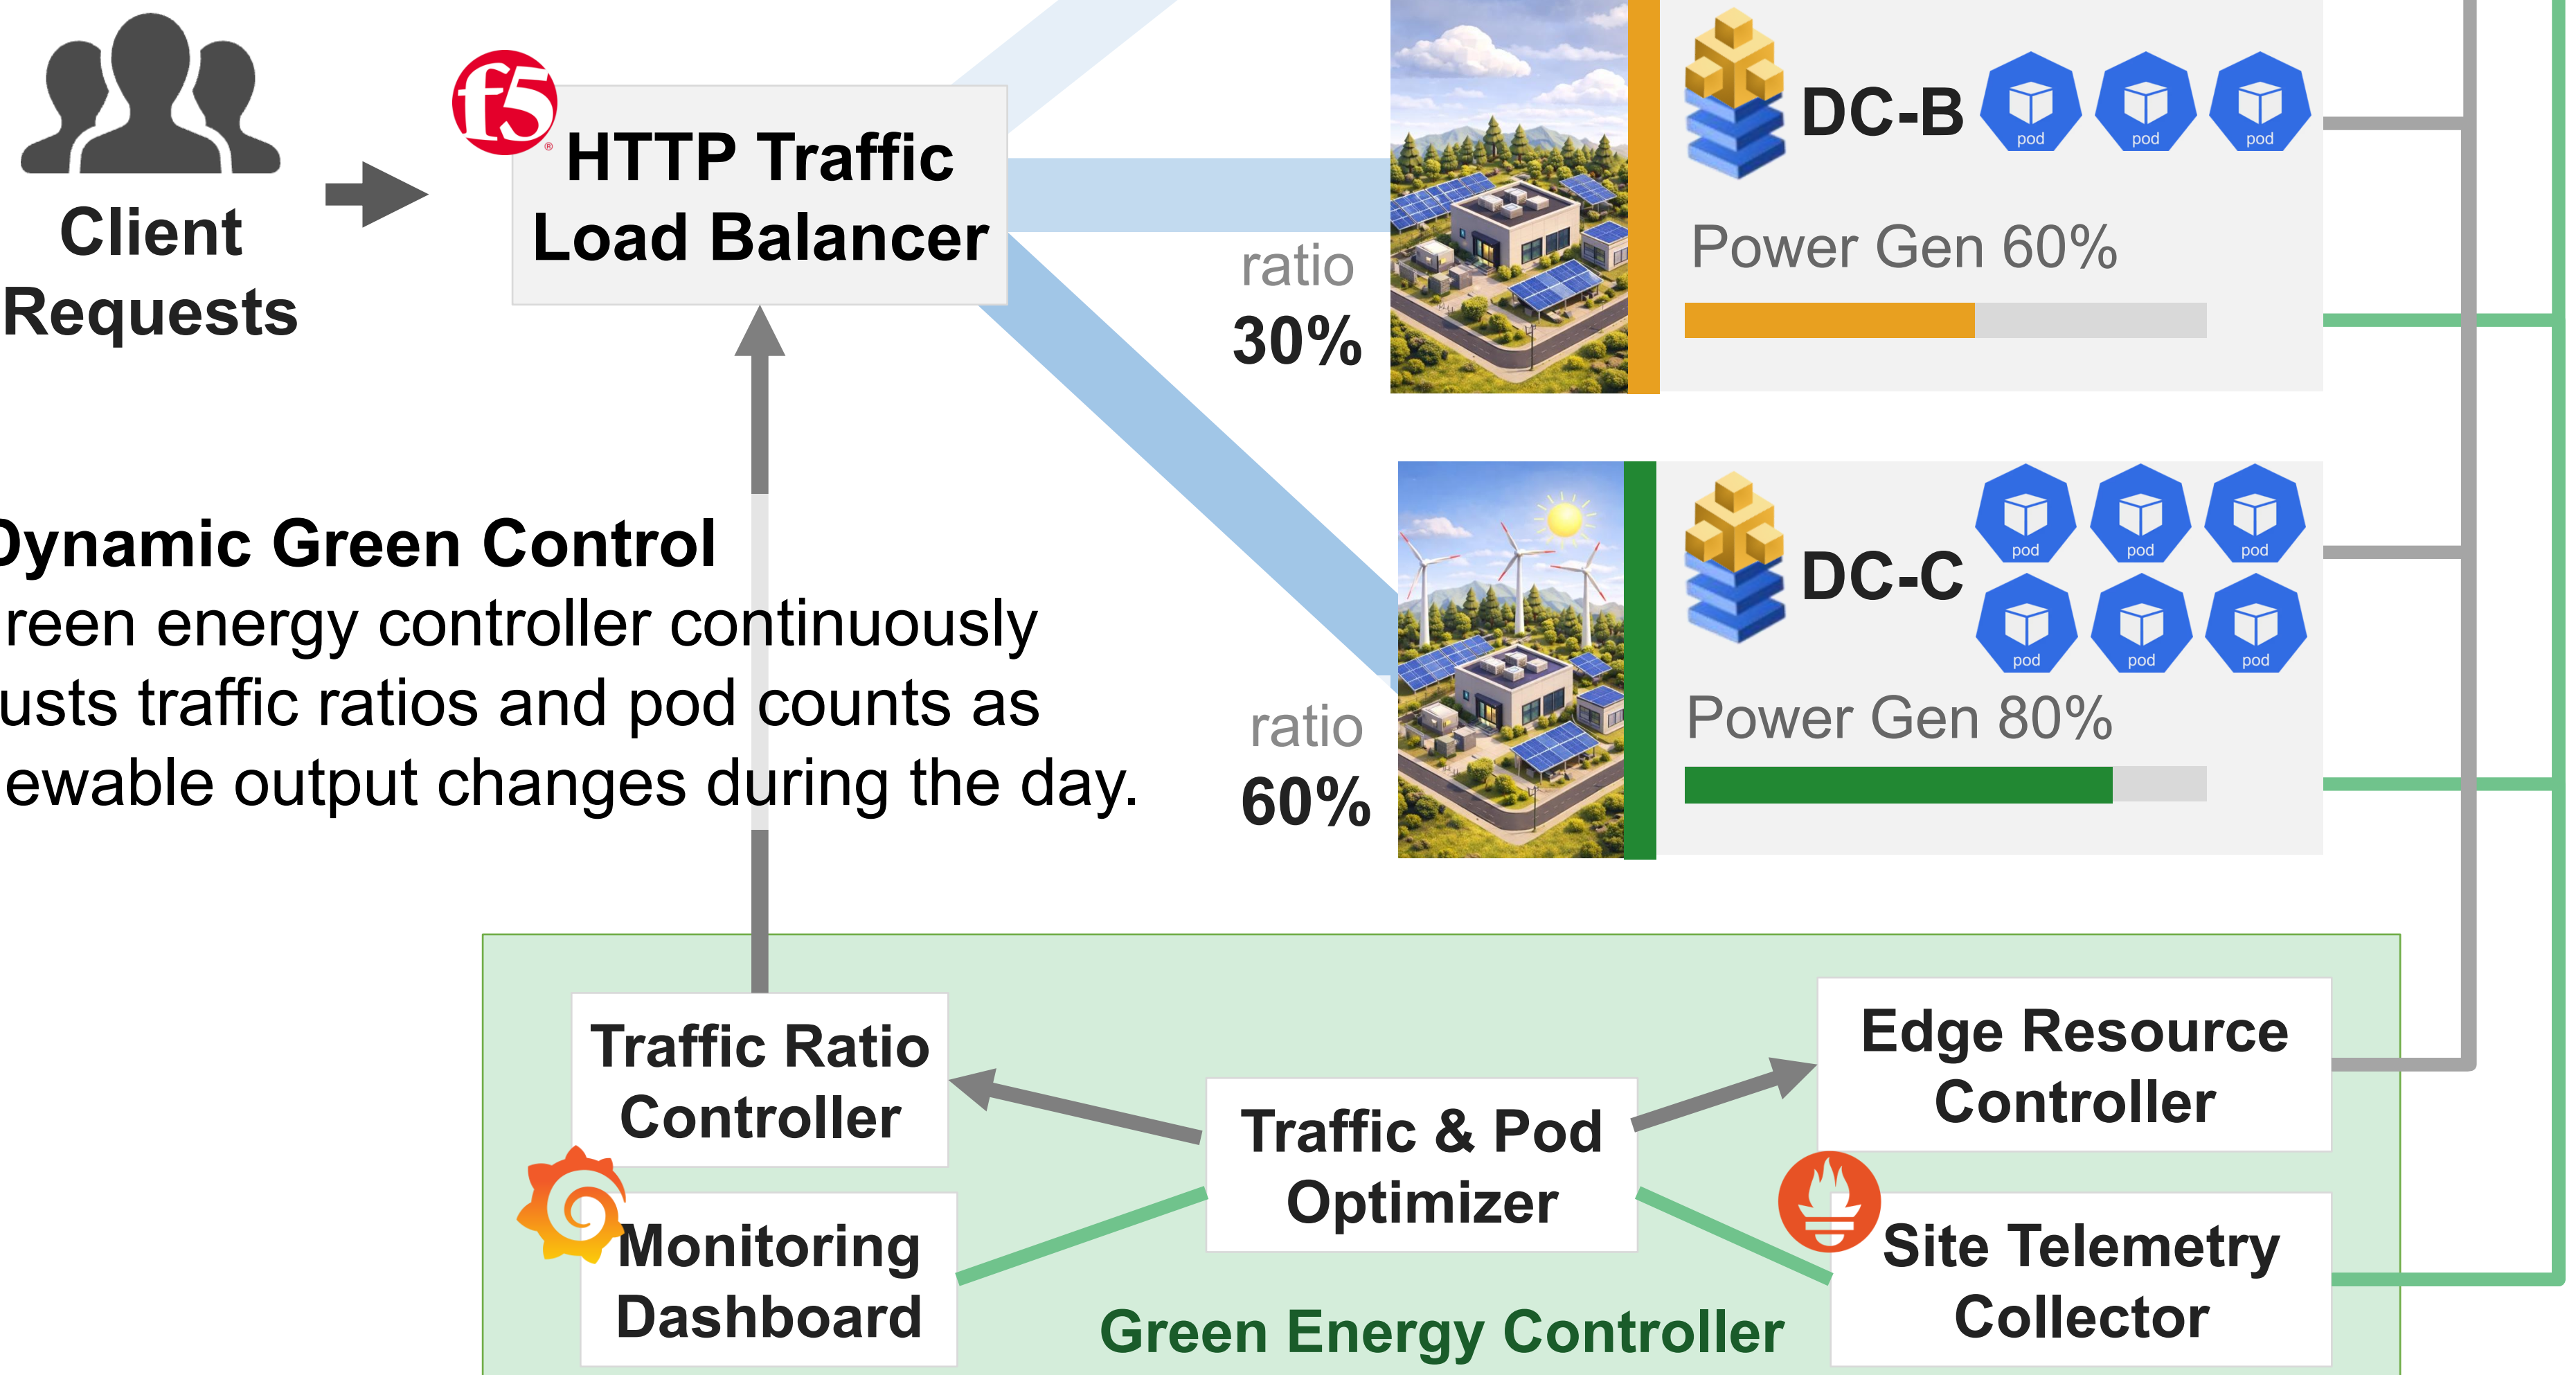 f5
Client
Requests
HTTP Traffic
Load Balancer
ratio
30%
DC-B
pod
pod
pod
Power Gen 60%
ratio
60%
DC-C
pod
pod
pod
pod
pod
pod
Power Gen 80%
Dynamic Green Control
reen energy controller continuously
usts traffic ratios and pod counts as
ewable output changes during the day.
Traffic Ratio
Controller
Monitoring
Dashboard
Traffic & Pod
Optimizer
Edge Resource
Controller
Site Telemetry
Collector
Green Energy Controller